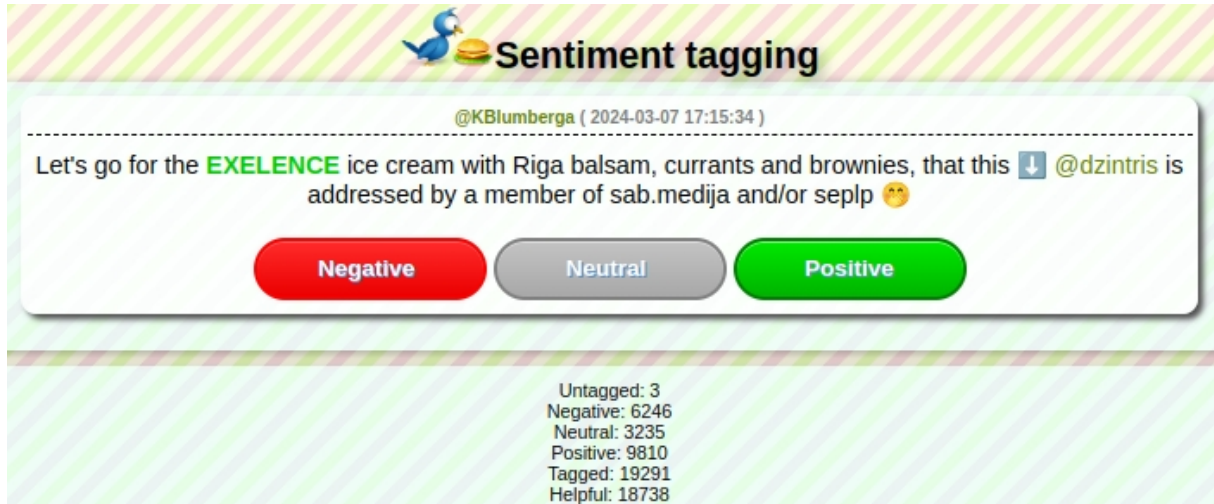 Sentiment tagging
@KBlumberga ( 2024-03-07 17:15:34 )
Let's go for the EXELENCE ice cream with Riga balsam, currants and brownies, that this ⬇️ @dzintris is
addressed by a member of sab.medija and/or seplp 🤭
Negative Neutral Positive
Untagged: 3
Negative: 6246
Neutral: 3235
Positive: 9810
Tagged: 19291
Helpful: 18738